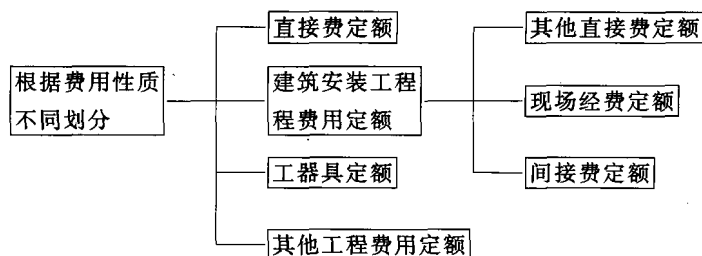 根据费用性质
不同划分
直接费定额
建筑安装工程
程费用定额
工器具定额
其他工程费用定额
其他直接费定额
现场经费定额
间接费定额